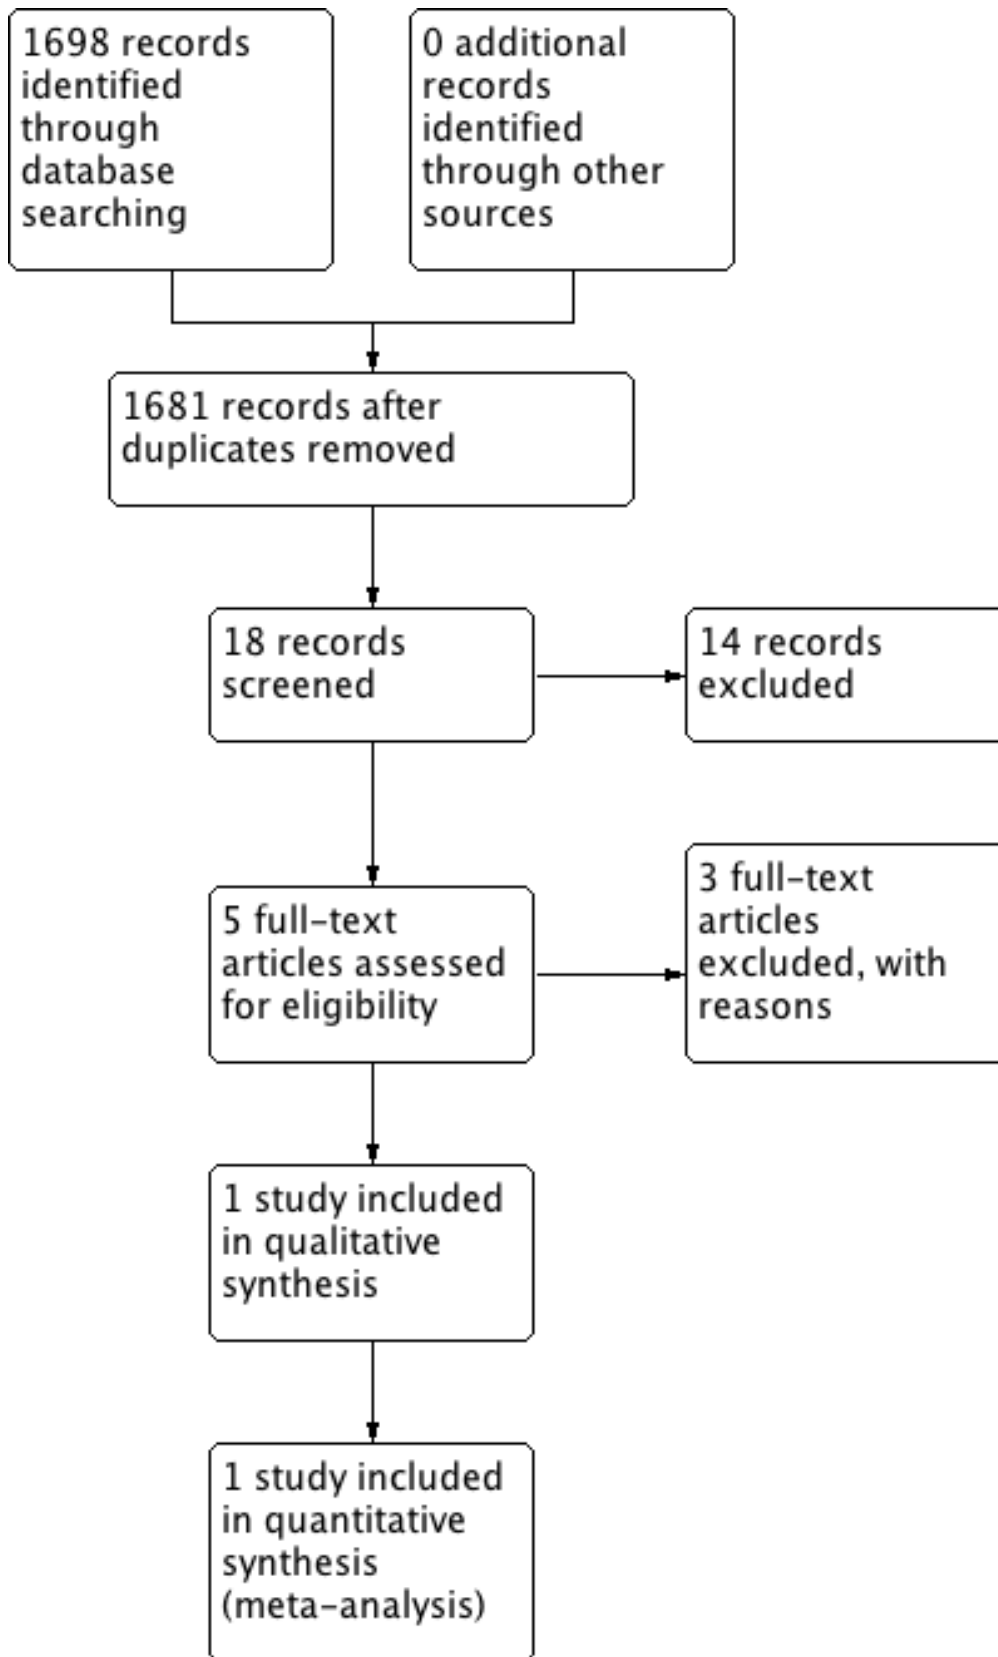 1698 records
identified
through
database
searching
0 additional
records
identified
through other
sources
1681 records after
duplicates removed
18 records
screened
14 records
excluded
5 full-text
articles assessed
for eligibility
3 full-text
articles
excluded, with
reasons
1 study included
in qualitative
synthesis
1 study included
in quantitative
synthesis
(meta-analysis)